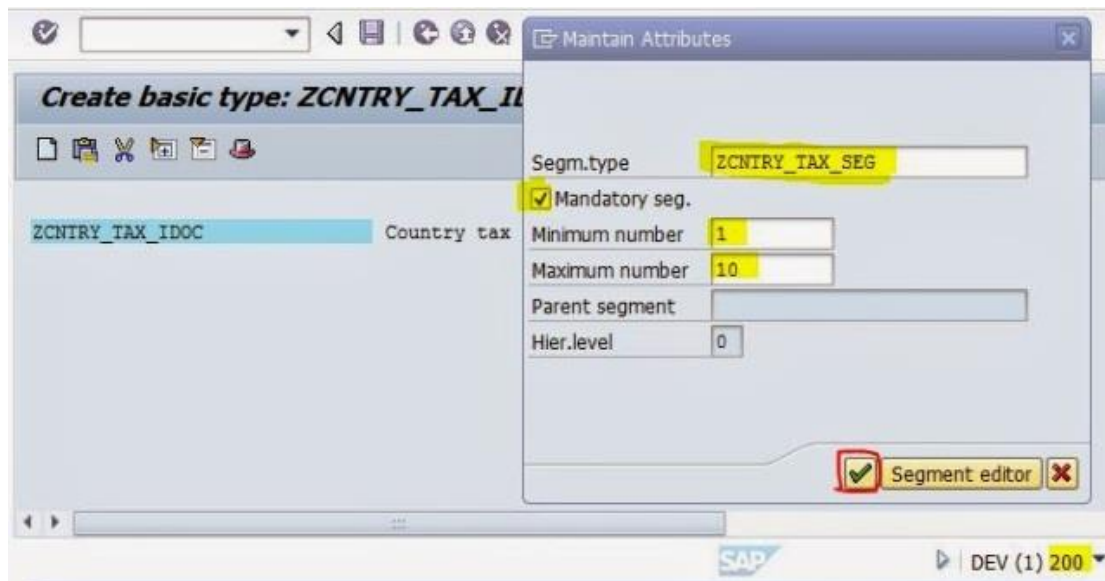 Maintain Attributes
Create basic type: ZCNTRY_TAX_I
Segm.type ZCNTRY_TAX_SEG
Mandatory seg.
ZCNTRY_TAX_IDOC Country tax
Minimum number 1
Maximum number 10
Parent segment
Hier.level 0
Segment editor
SAP DEV (1) 200